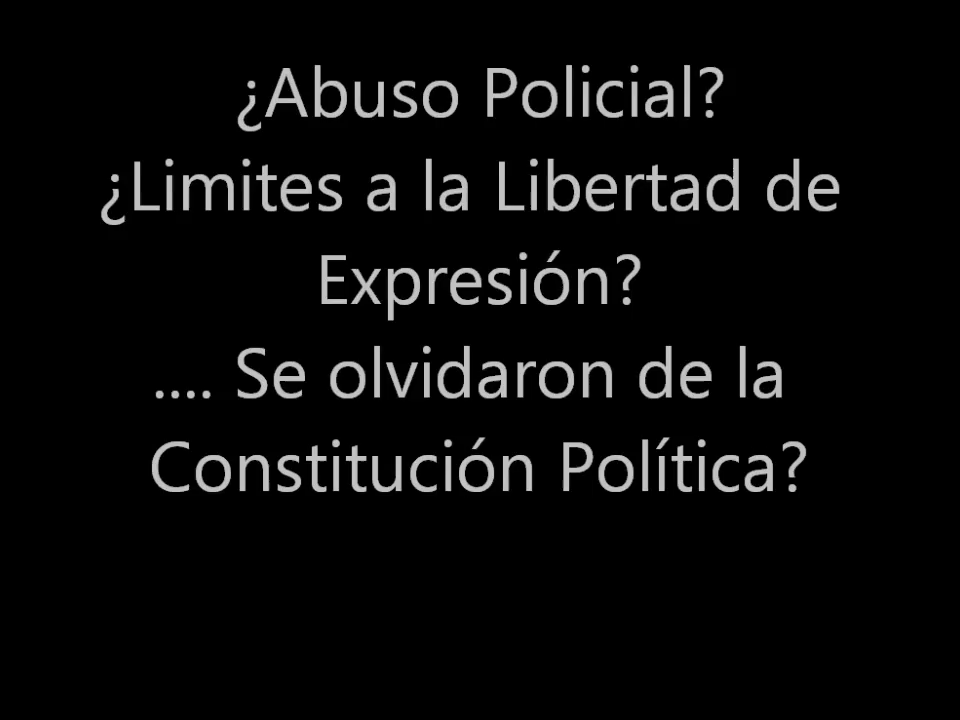 ¿Abuso Policial?
¿Limites a la Libertad de
Expresión?
.... Se olvidaron de la
Constitución Política?